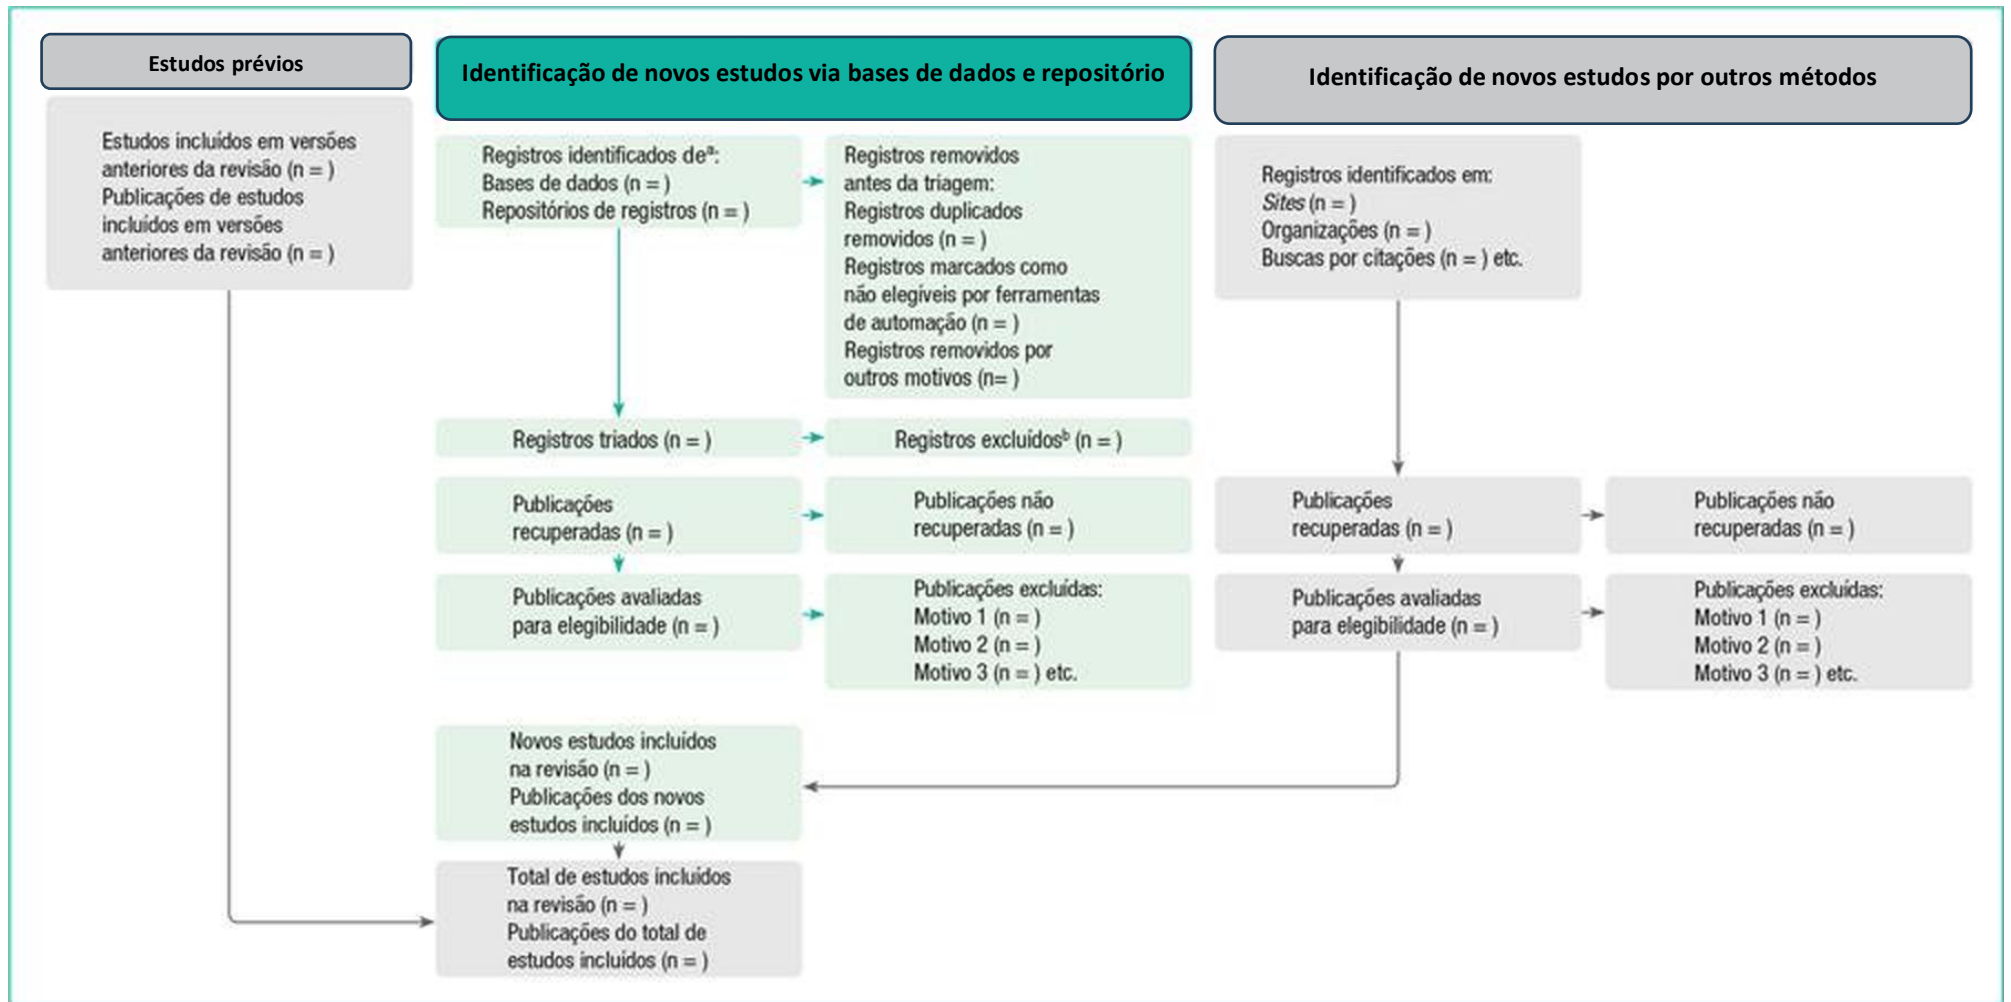 Estudos prévios
Estudos incluídos em versões
anteriores da revisão (n = )
Publicações de estudos
incluídos em versões
anteriores da revisão (n = )
Identificação de novos estudos via bases de dados e repositório
Registros identificados deª:
Bases de dados (n = )
Repositórios de registros (n = )
Registros removidos
antes da triagem:
Registros duplicados
removidos (n = )
Registros marcados como
não elegíveis por ferramentas
de automação (n = )
Registros removidos por
outros motivos (n= )
Registros triados (n = )
Registros excluídosᵇ (n = )
Publicações
recuperadas (n = )
Publicações não
recuperadas (n = )
Publicações avaliadas
para elegibilidade (n = )
Publicações excluídas:
Motivo 1 (n = )
Motivo 2 (n = )
Motivo 3 (n = ) etc.
Novos estudos incluídos
na revisão (n = )
Publicações dos novos
estudos incluídos (n = )
Total de estudos incluídos
na revisão (n = )
Publicações do total de
estudos incluídos (n = )
Identificação de novos estudos por outros métodos
Registros identificados em:
Sites (n = )
Organizações (n = )
Buscas por citações (n = ) etc.
Publicações
recuperadas (n = )
Publicações não
recuperadas (n = )
Publicações avaliadas
para elegibilidade (n = )
Publicações excluídas:
Motivo 1 (n = )
Motivo 2 (n = )
Motivo 3 (n = ) etc.